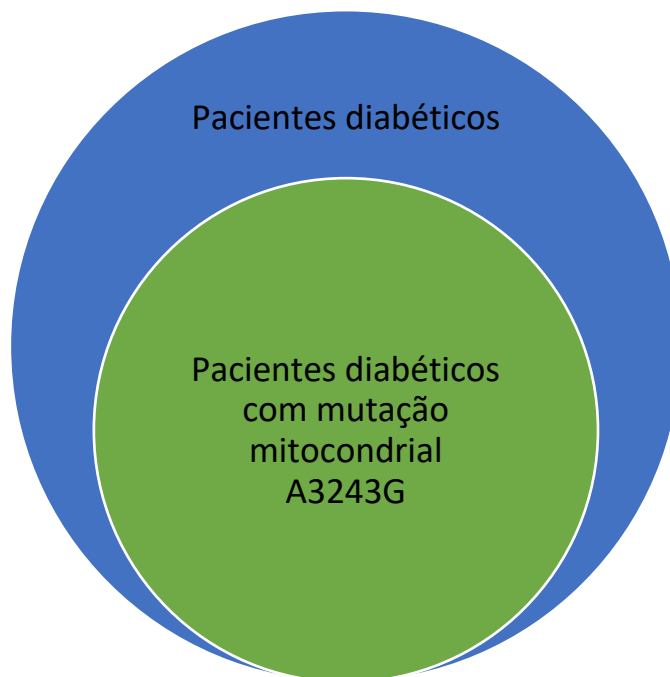 Pacientes diabéticos
Pacientes diabéticos
com mutação
mitocondrial
A3243G